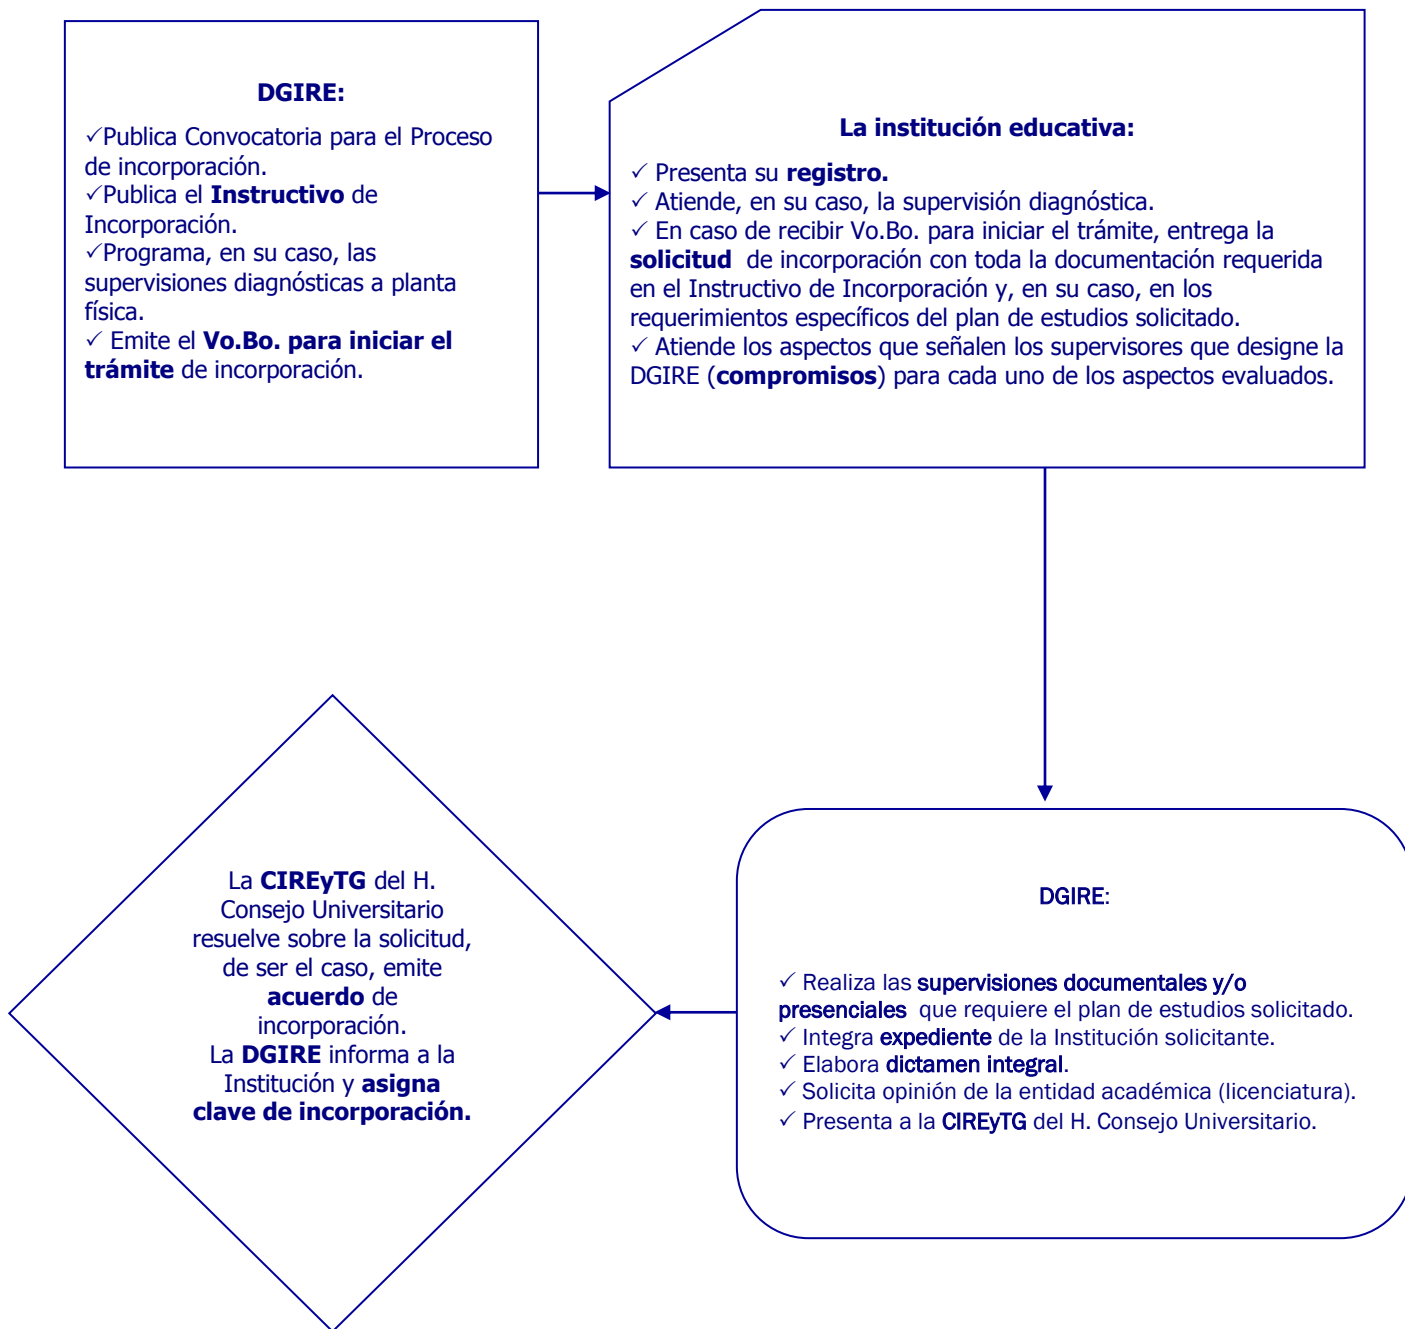 DGIRE:
✓Publica Convocatoria para el Proceso
de incorporación.
✓Publica el Instructivo de
Incorporación.
✓Programa, en su caso, las
supervisiones diagnósticas a planta
física.
✓ Emite el Vo.Bo. para iniciar el
trámite de incorporación.
La institución educativa:
✓ Presenta su registro.
✓ Atiende, en su caso, la supervisión diagnóstica.
✓ En caso de recibir Vo.Bo. para iniciar el trámite, entrega la
solicitud de incorporación con toda la documentación requerida
en el Instructivo de Incorporación y, en su caso, en los
requerimientos específicos del plan de estudios solicitado.
✓ Atiende los aspectos que señalen los supervisores que designe la
DGIRE (compromisos) para cada uno de los aspectos evaluados.
DGIRE:
✓ Realiza las supervisiones documentales y/o
presenciales que requiere el plan de estudios solicitado.
✓ Integra expediente de la Institución solicitante.
✓ Elabora dictamen integral.
✓ Solicita opinión de la entidad académica (licenciatura).
✓ Presenta a la CIREyTG del H. Consejo Universitario.
La CIREyTG del H.
Consejo Universitario
resuelve sobre la solicitud,
de ser el caso, emite
acuerdo de
incorporación.
La DGIRE informa a la
Institución y asigna
clave de incorporación.